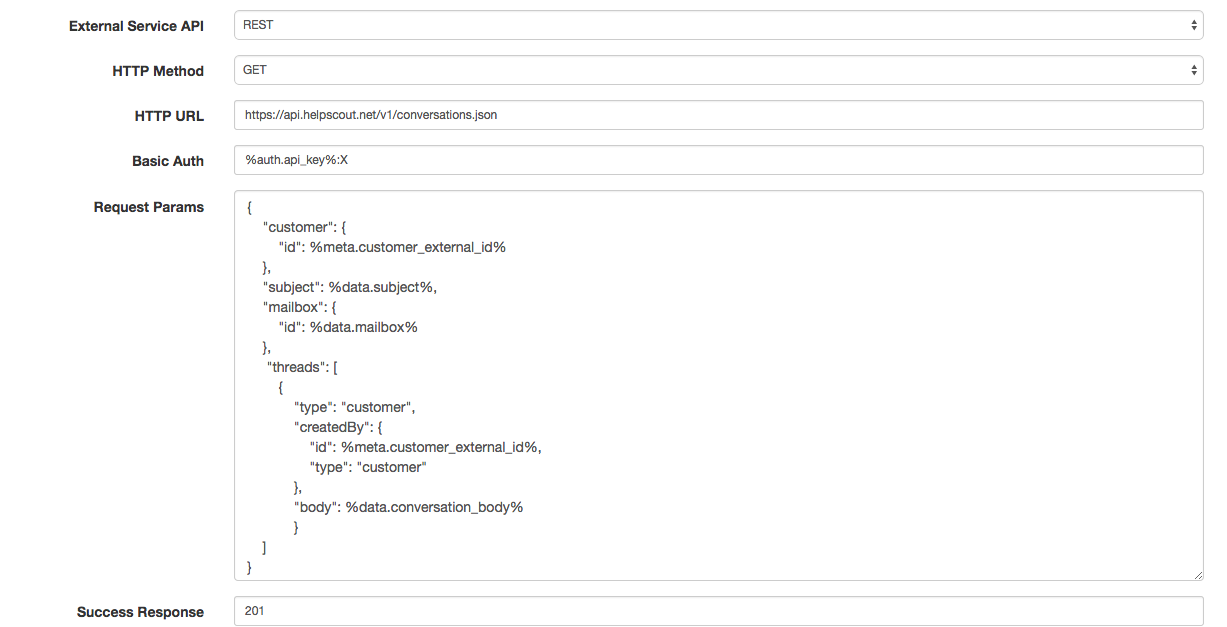 External Service API REST
HTTP Method GET
HTTP URL https://api.helpscout.net/v1/conversations.json
Basic Auth %auth.api_key%:X
Request Params {
"customer": {
"id": %meta.customer_external_id%
},
"subject": %data.subject%,
"mailbox": {
"id": %data.mailbox%
},
"threads": [
{
"type": "customer",
"createdBy": {
"id": %meta.customer_external_id%,
"type": "customer"
},
"body": %data.conversation_body%
}
]
}
Success Response 201